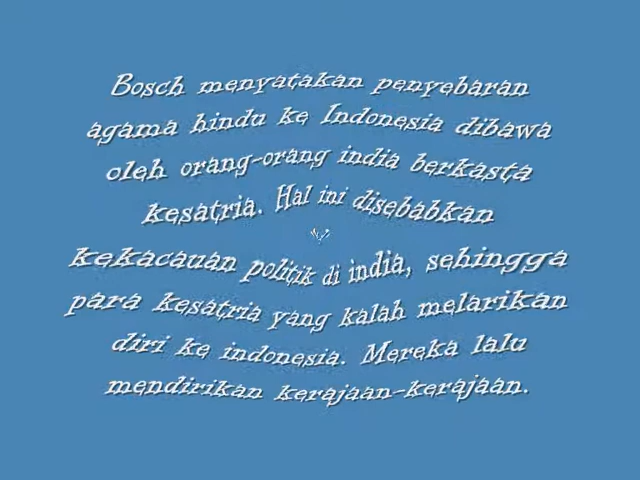 Bosch menyatakan penyebaran
agama hindu ke Indonesia dibawa
oleh orang-orang india berkasta
kesatria. Hal ini disebabkan
kekacauan politik di india, sehingga
para kesatria yang kalah melarikan
diri ke indonesia. Mereka lalu
mendirikan kerajaan-kerajaan.